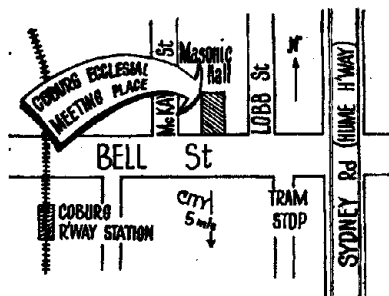 COBURG ECCLESIAL
MEETING PLACE
McKAY St
Masonic
Hall
LOBB St
N
BELL St
SYDNEY Rd (HUME H'WAY)
COBURG
R'WAY STATION
CITY
5 mls
TRAM
STOP